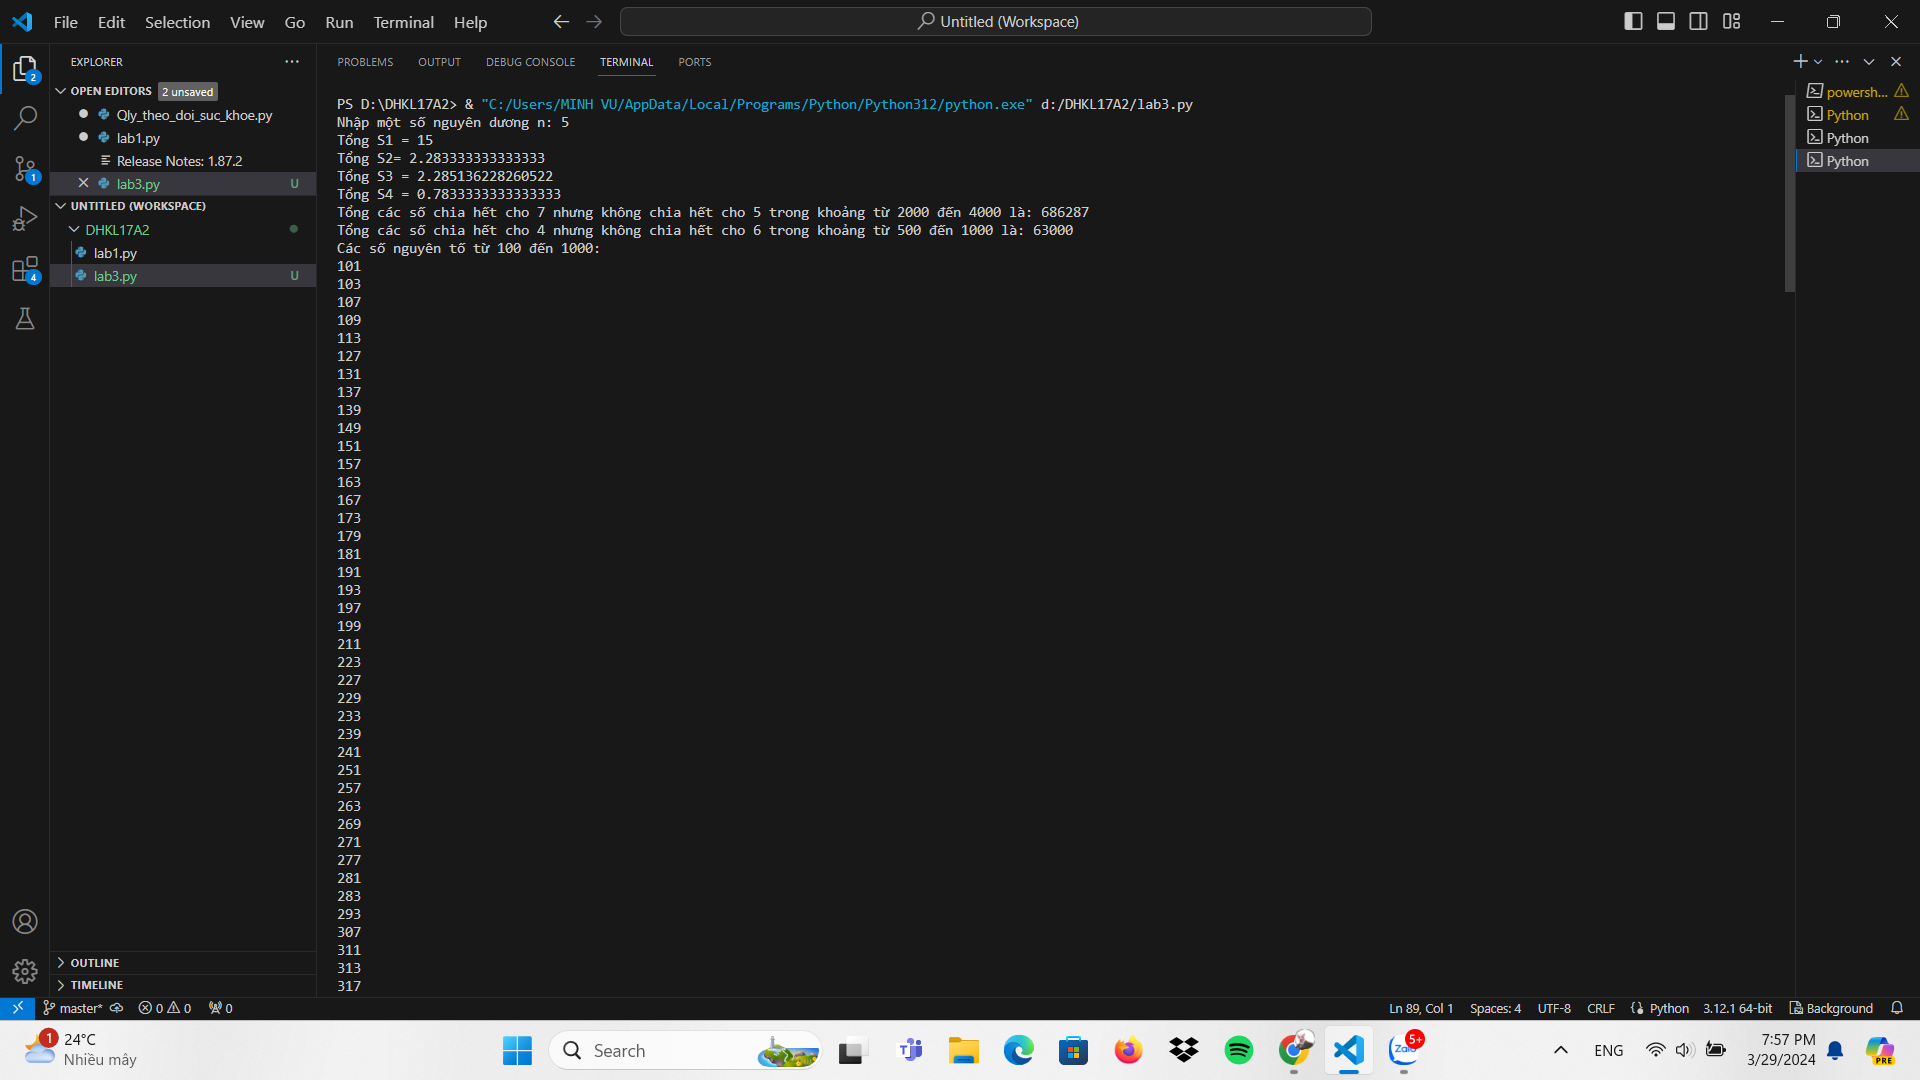 File Edit Selection View Go Run Terminal Help
Untitled (Workspace)
EXPLORER
OPEN EDITORS 2 unsaved
Qly_theo_doi_suc_khoe.py
lab1.py
Release Notes: 1.87.2
lab3.py U
UNTITLED (WORKSPACE)
DHKL17A2
lab1.py
lab3.py U
OUTLINE
TIMELINE
2
1
4
PROBLEMS OUTPUT DEBUG CONSOLE TERMINAL PORTS
PS D:\DHKL17A2> & "C:/Users/MINH VU/AppData/Local/Programs/Python/Python312/python.exe" d:/DHKL17A2/lab3.py
Nhập một số nguyên dương n: 5
Tổng S1 = 15
Tổng S2= 2.283333333333333
Tổng S3 = 2.285136228260522
Tổng S4 = 0.7833333333333333
Tổng các số chia hết cho 7 nhưng không chia hết cho 5 trong khoảng từ 2000 đến 4000 là: 686287
Tổng các số chia hết cho 4 nhưng không chia hết cho 6 trong khoảng từ 500 đến 1000 là: 63000
Các số nguyên tố từ 100 đến 1000:
101
103
107
109
113
127
131
137
139
149
151
157
163
167
173
179
181
191
193
197
199
211
223
227
229
233
239
241
251
257
263
269
271
277
281
283
293
307
311
313
317
powersh...
Python
Python
Python
master* 0 0 0
Ln 89, Col 1 Spaces: 4 UTF-8 CRLF Python 3.12.1 64-bit Background
1
24°C
Nhiều mây
Search
Zalo
5+
ENG
7:57 PM
3/29/2024
PRE